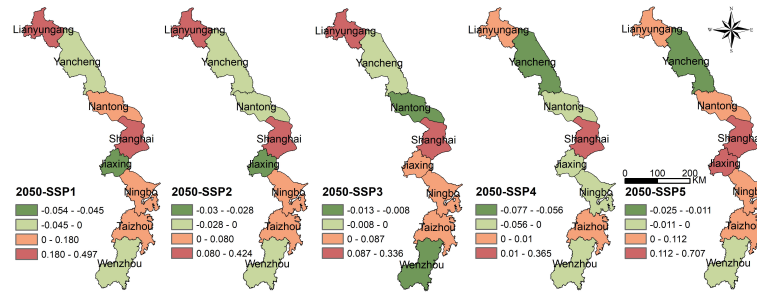 Lianyungang
Yancheng
Nantong
Shanghai
Jiaxing
Ningbo
Taizhou
Wenzhou
2050-SSP1
-0.054 - -0.045
-0.045 - 0
0 - 0.180
0.180 - 0.497
Lianyungang
Yancheng
Nantong
Shanghai
Jiaxing
Ningbo
Taizhou
Wenzhou
2050-SSP2
-0.03 - -0.028
-0.028 - 0
0 - 0.080
0.080 - 0.424
Lianyungang
Yancheng
Nantong
Shanghai
Jiaxing
Ningbo
Taizhou
Wenzhou
2050-SSP3
-0.013 - -0.008
-0.008 - 0
0 - 0.087
0.087 - 0.336
Lianyungang
Yancheng
Nantong
Shanghai
Jiaxing
Ningbo
Taizhou
Wenzhou
2050-SSP4
-0.077 - -0.056
-0.056 - 0
0 - 0.01
0.01 - 0.365
Lianyungang
Yancheng
Nantong
Shanghai
Jiaxing
Ningbo
Taizhou
Wenzhou
N
W
E
S
0 100 200
KM
2050-SSP5
-0.025 - -0.011
-0.011 - 0
0 - 0.112
0.112 - 0.707